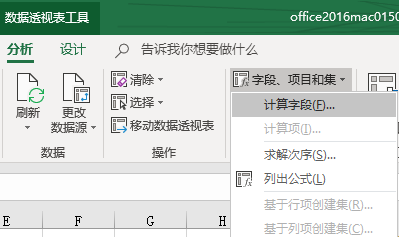 数据透视表工具
office2016mac0150
分析 设计 告诉我你想要做什么
刷新
更改
数据源
数据
清除
选择
移动数据透视表
操作
字段、项目和集
计算字段(F)...
计算项(I)...
求解次序(S)...
列出公式(L)
基于行项创建集(R)...
基于列项创建集(C)...
E F G H